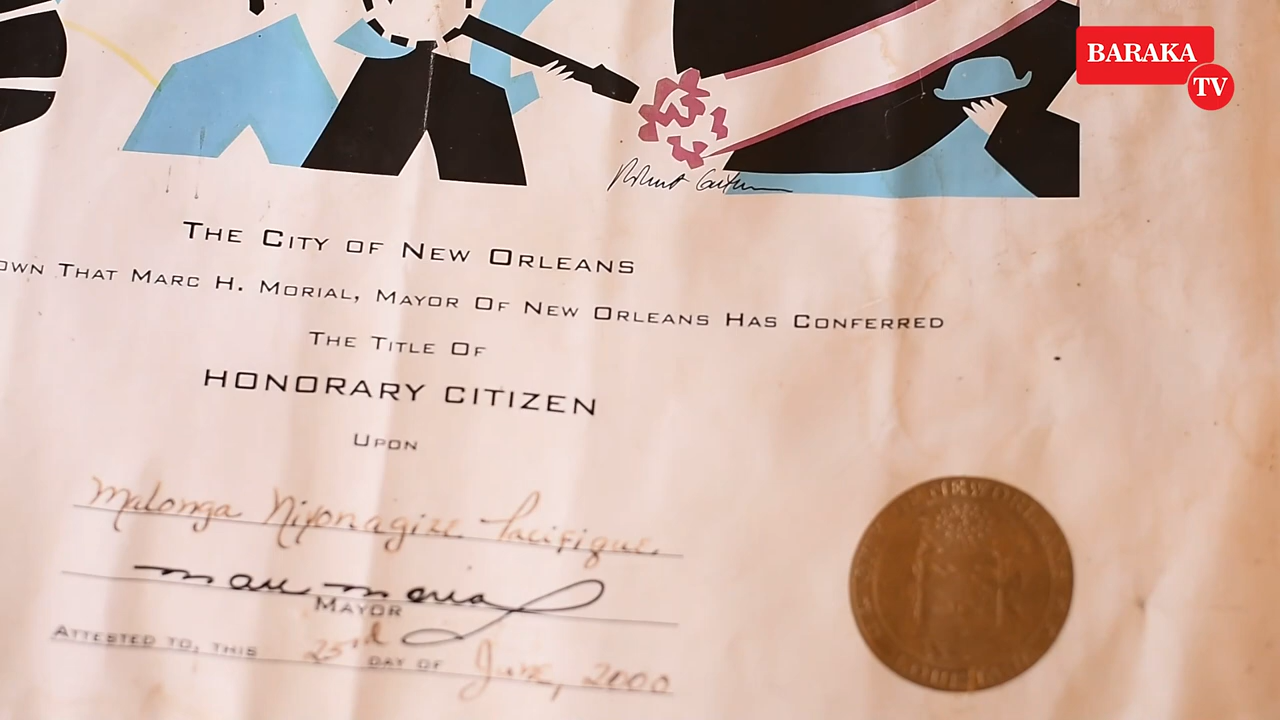 BARAKA
TV
THE CITY OF NEW ORLEANS
OWN THAT MARC H. MORIAL, MAYOR OF NEW ORLEANS HAS CONFERRED
THE TITLE OF
HONORARY CITIZEN
UPON
Malonga Niyonagize Pacifique
MAYOR
ATTESTED TO, THIS 25rd DAY OF June, 2000